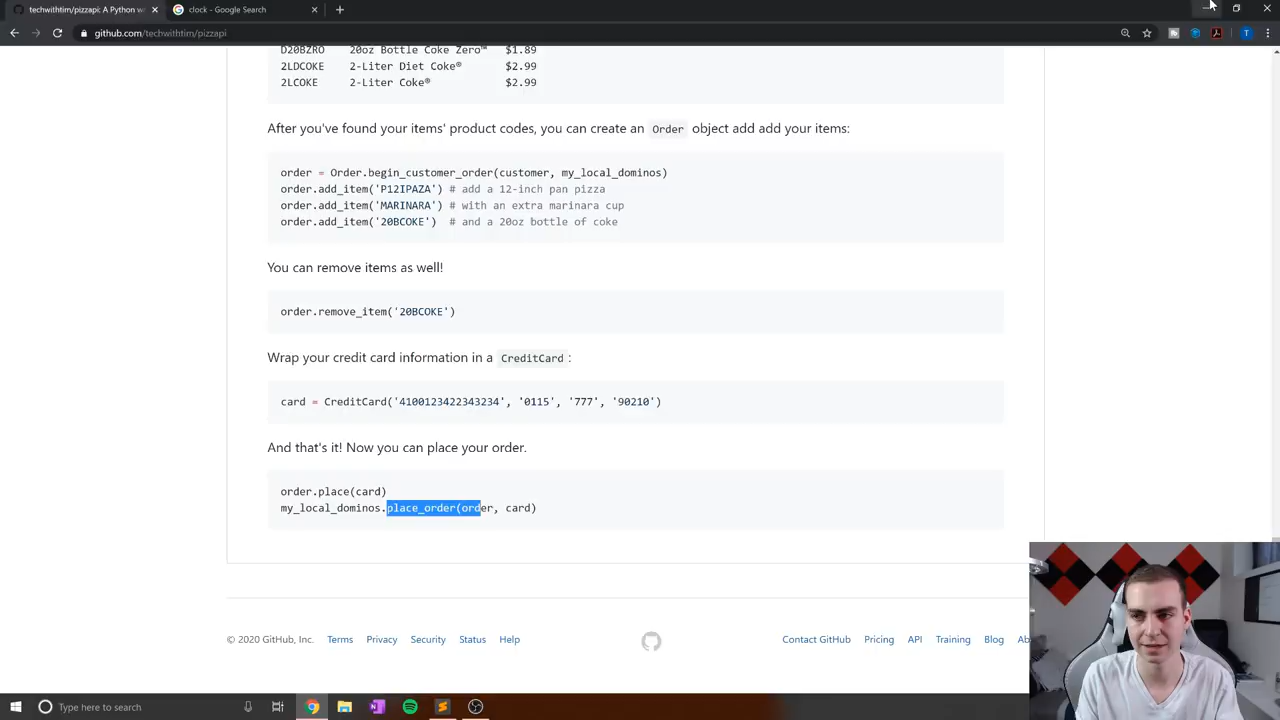 techwithtim/pizzapi: A Python w
clock - Google Search
github.com/techwithtim/pizzapi
D20BZRO 20oz Bottle Coke Zero™ $1.89
2LDCOKE 2-Liter Diet Coke® $2.99
2LCOKE 2-Liter Coke® $2.99
After you've found your items' product codes, you can create an Order object add add your items:
order = Order.begin_customer_order(customer, my_local_dominos)
order.add_item('P12IPAZA') # add a 12-inch pan pizza
order.add_item('MARINARA') # with an extra marinara cup
order.add_item('20BCOKE') # and a 20oz bottle of coke
You can remove items as well!
order.remove_item('20BCOKE')
Wrap your credit card information in a CreditCard:
card = CreditCard('4100123422343234', '0115', '777', '90210')
And that's it! Now you can place your order.
order.place(card)
my_local_dominos.place_order(order, card)
© 2020 GitHub, Inc. Terms Privacy Security Status Help Contact GitHub Pricing API Training Blog Ab
Type here to search